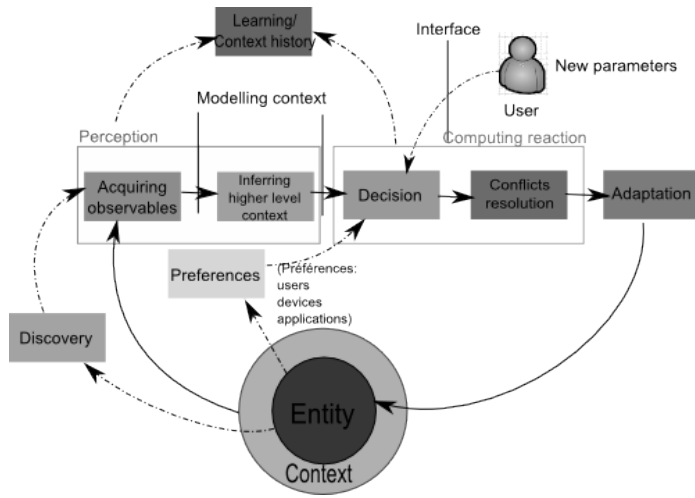 Learning/
Context history
Interface
New parameters
User
Modelling context
Perception
Computing reaction
Acquiring
observables
Inferring
higher level
context
Decision
Conflicts
resolution
Adaptation
Preferences
(Préférences:
users
devices
applications)
Discovery
Entity
Context